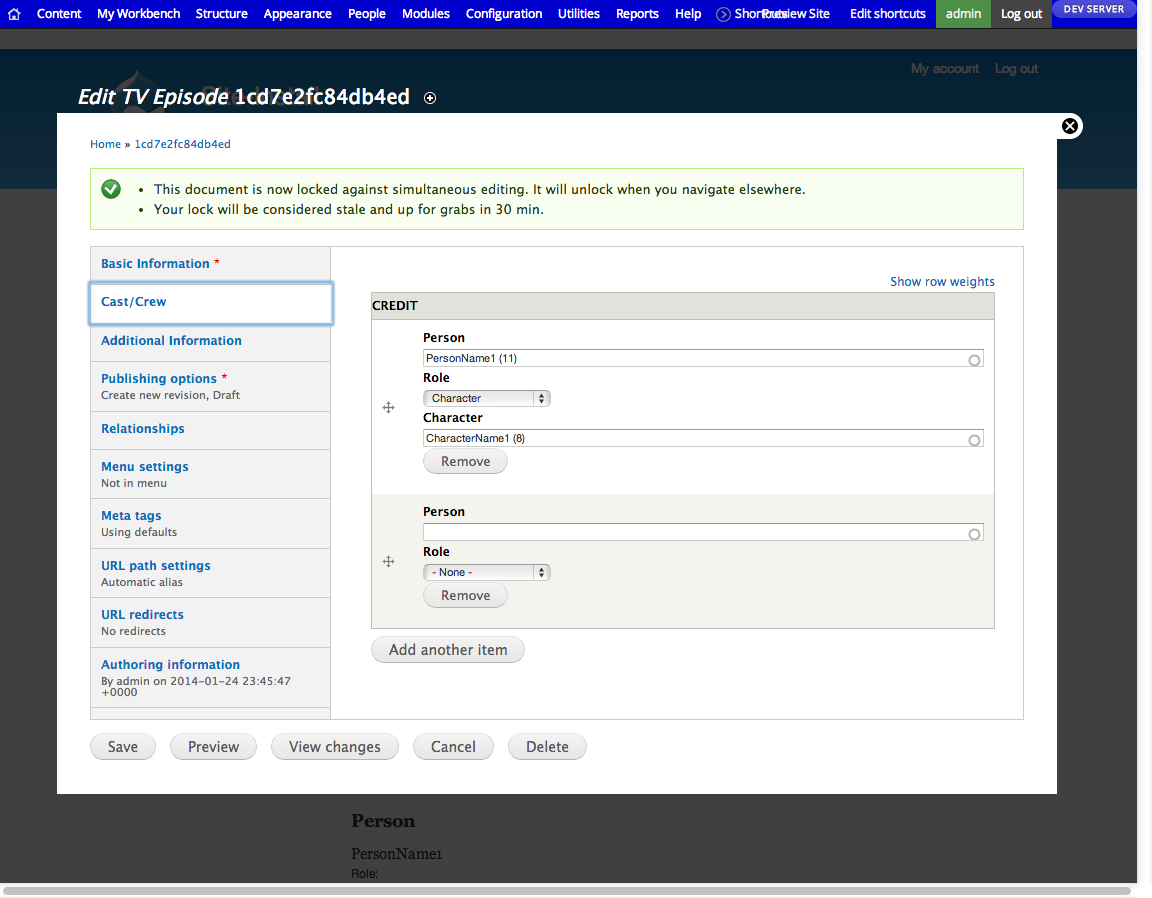 Content My Workbench Structure Appearance People Modules Configuration Utilities Reports Help Shortcuts Preview Site Edit shortcuts admin Log out DEV SERVER
My account Log out
Edit TV Episode 1cd7e2fc84db4ed
Home » 1cd7e2fc84db4ed
This document is now locked against simultaneous editing. It will unlock when you navigate elsewhere.
Your lock will be considered stale and up for grabs in 30 min.
Basic Information *
Cast/Crew
Additional Information
Publishing options *
Create new revision, Draft
Relationships
Menu settings
Not in menu
Meta tags
Using defaults
URL path settings
Automatic alias
URL redirects
No redirects
Authoring information
By admin on 2014-01-24 23:45:47
+0000
Show row weights
CREDIT
Person
PersonName1 (11)
Role
Character
Character
CharacterName1 (8)
Remove
Person
Role
- None -
Remove
Add another item
Save Preview View changes Cancel Delete
Person
PersonName1
Role: